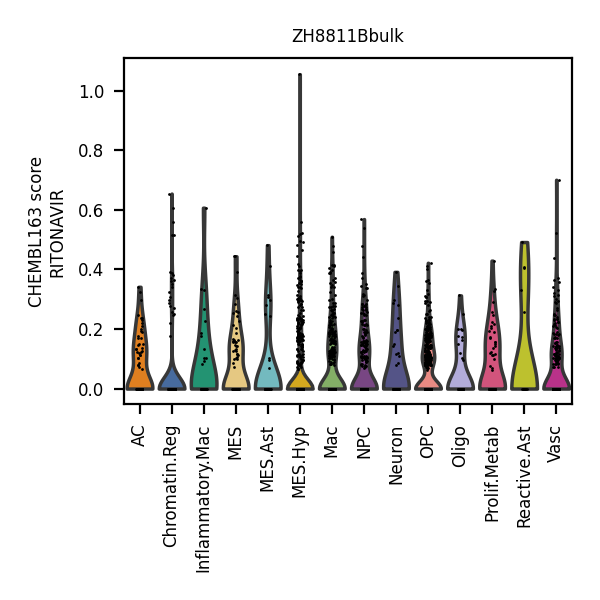 ZH8811Bbulk
CHEMBL163 score
RITONAVIR
1.0
0.8
0.6
0.4
0.2
0.0
AC
Chromatin.Reg
Inflammatory.Mac
MES
MES.Ast
MES.Hyp
Mac
NPC
Neuron
OPC
Oligo
Prolif.Metab
Reactive.Ast
Vasc